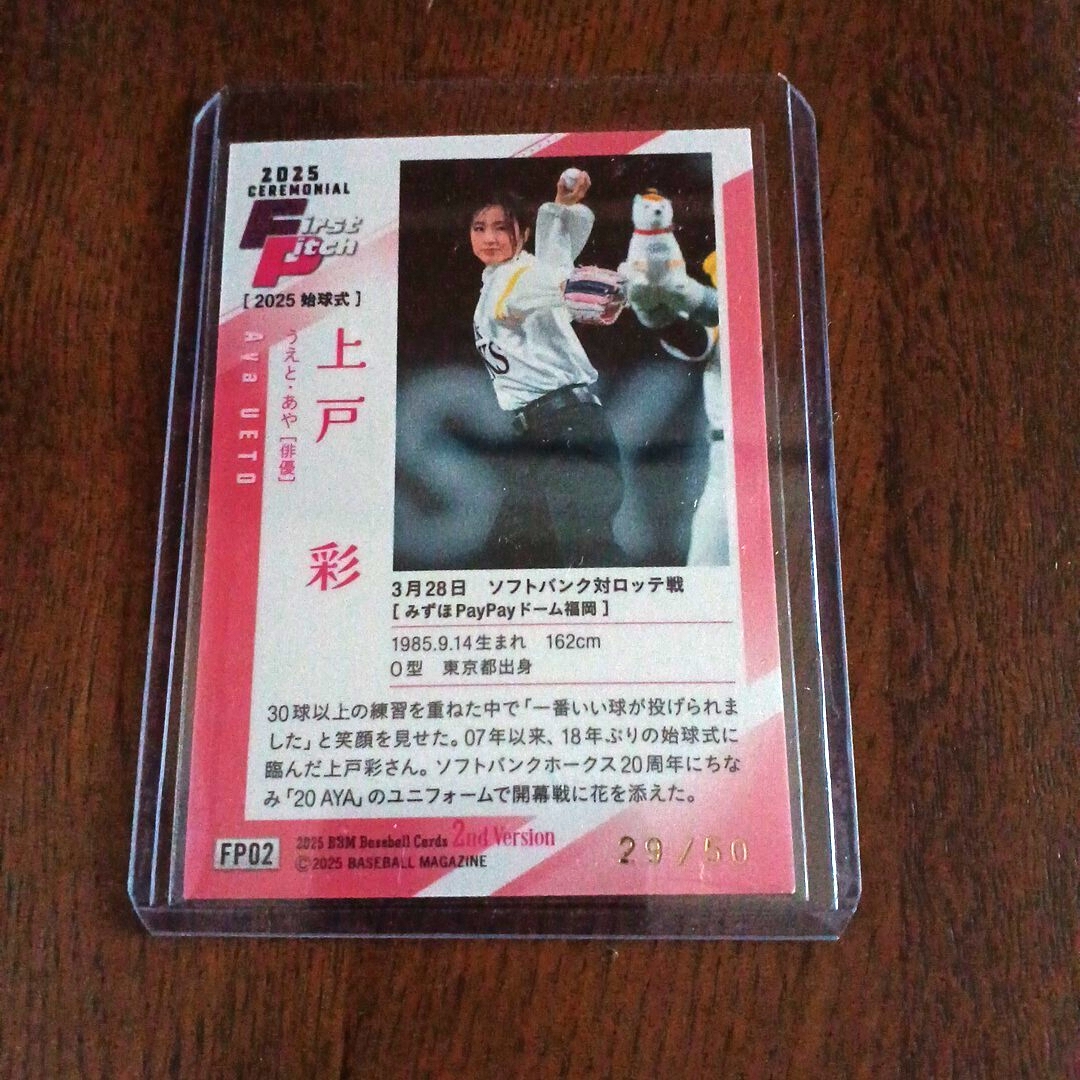 2025
CEREMONIAL
First
Pitch
[ 2025 始球式 ]
上戸 彩
うえと・あや [俳優]
Aya UETO
3月28日 ソフトバンク対ロッテ戦
[ みずほPayPayドーム福岡 ]
1985.9.14生まれ 162cm
O型 東京都出身
30球以上の練習を重ねた中で「一番いい球が投げられま
した」と笑顔を見せた。07年以来、18年ぶりの始球式に
臨んだ上戸彩さん。ソフトバンクホークス20周年にちな
み「20 AYA」のユニフォームで開幕戦に花を添えた。
FP02
2025 BBM Baseball Cards 2nd Version
©2025 BASEBALL MAGAZINE
29/50